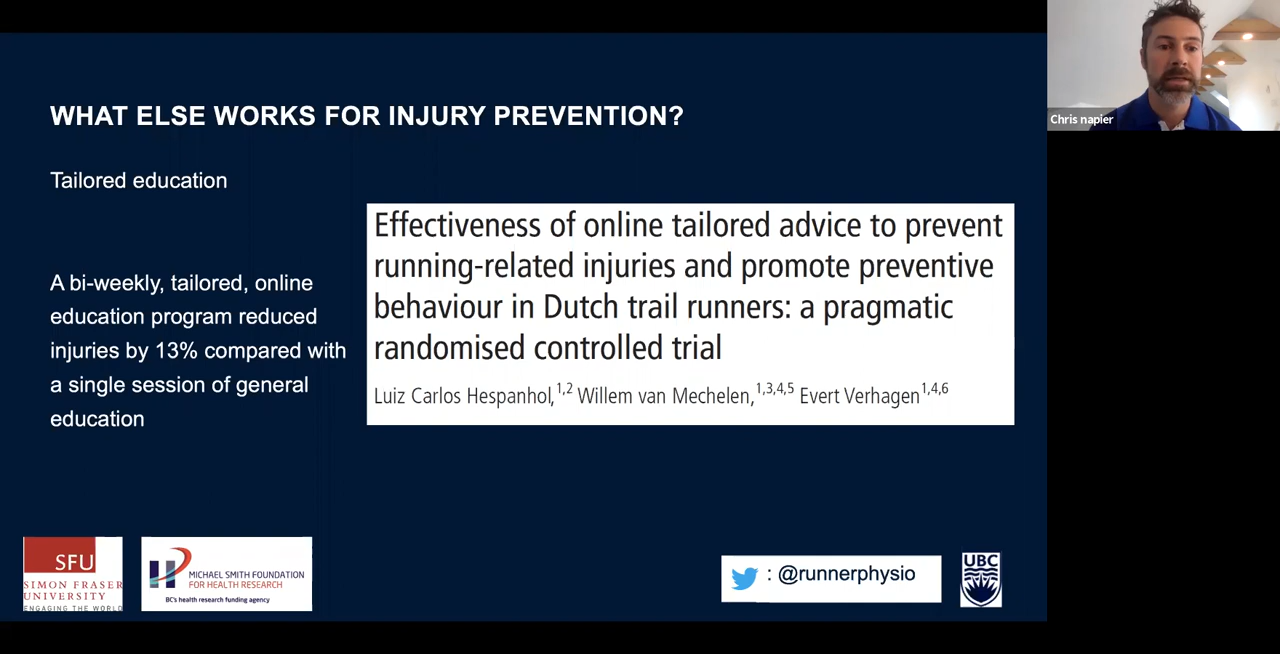 WHAT ELSE WORKS FOR INJURY PREVENTION?
Tailored education
A bi-weekly, tailored, online
education program reduced
injuries by 13% compared with
a single session of general
education
Effectiveness of online tailored advice to prevent
running-related injuries and promote preventive
behaviour in Dutch trail runners: a pragmatic
randomised controlled trial
Luiz Carlos Hespanhol,1,2 Willem van Mechelen,1,3,4,5 Evert Verhagen1,4,6
Chris napier
SFU
SIMON FRASER
UNIVERSITY
ENGAGING THE WORLD
MICHAEL SMITH FOUNDATION
FOR HEALTH RESEARCH
BC's health research funding agency
: @runnerphysio
UBC